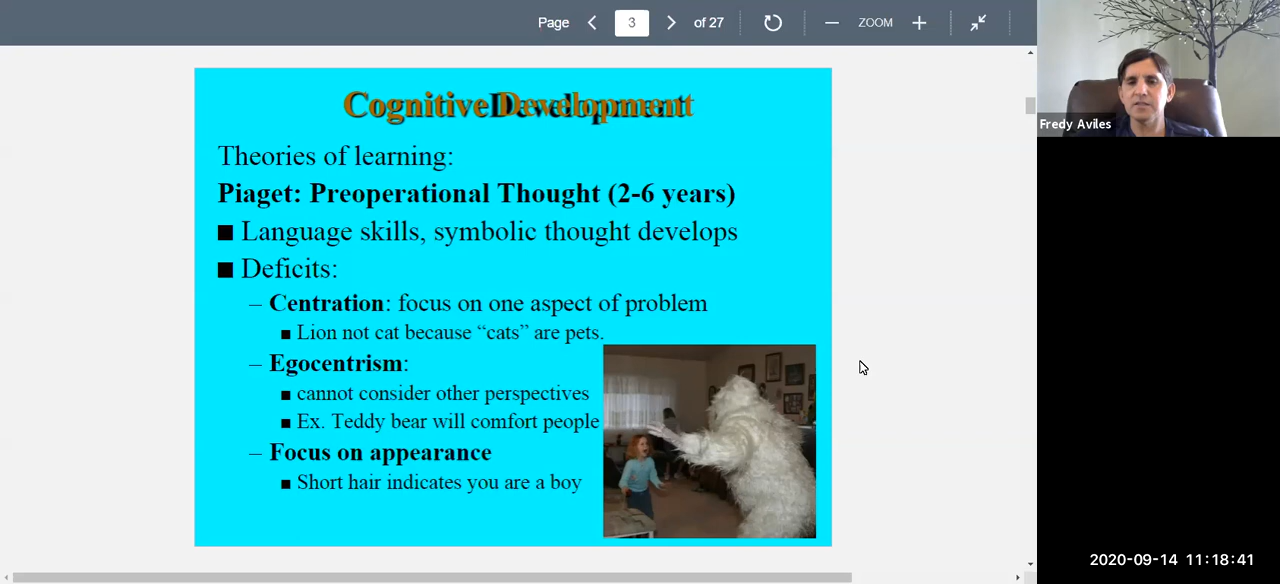 Page 3 of 27 ZOOM
Fredy Aviles
Cognitive Development
Theories of learning:
Piaget: Preoperational Thought (2-6 years)
■ Language skills, symbolic thought develops
■ Deficits:
– Centration: focus on one aspect of problem
■ Lion not cat because “cats” are pets.
– Egocentrism:
■ cannot consider other perspectives
■ Ex. Teddy bear will comfort people
– Focus on appearance
■ Short hair indicates you are a boy
2020-09-14 11:18:41